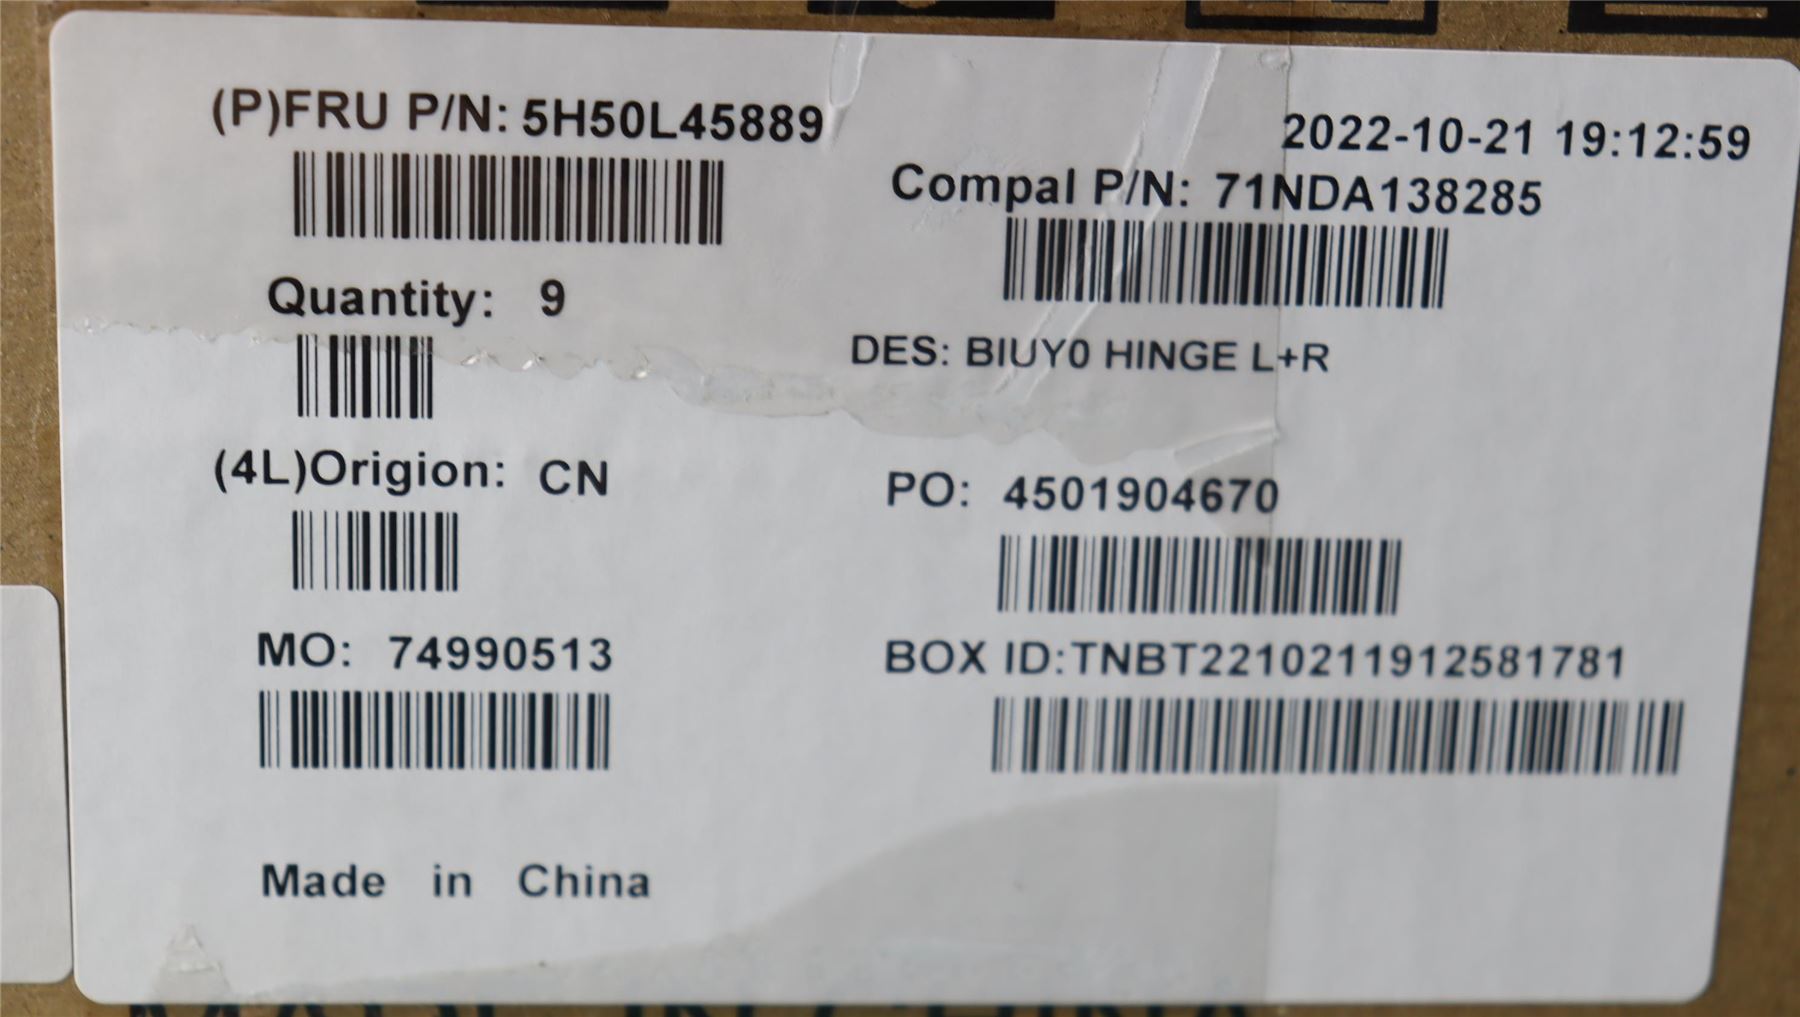 (P)FRU P/N: 5H50L45889
2022-10-21 19:12:59
Compal P/N: 71NDA138285
Quantity: 9
DES: BIUY0 HINGE L+R
(4L)Origion: CN
PO: 4501904670
MO: 74990513
BOX ID:TNBT2210211912581781
Made in China